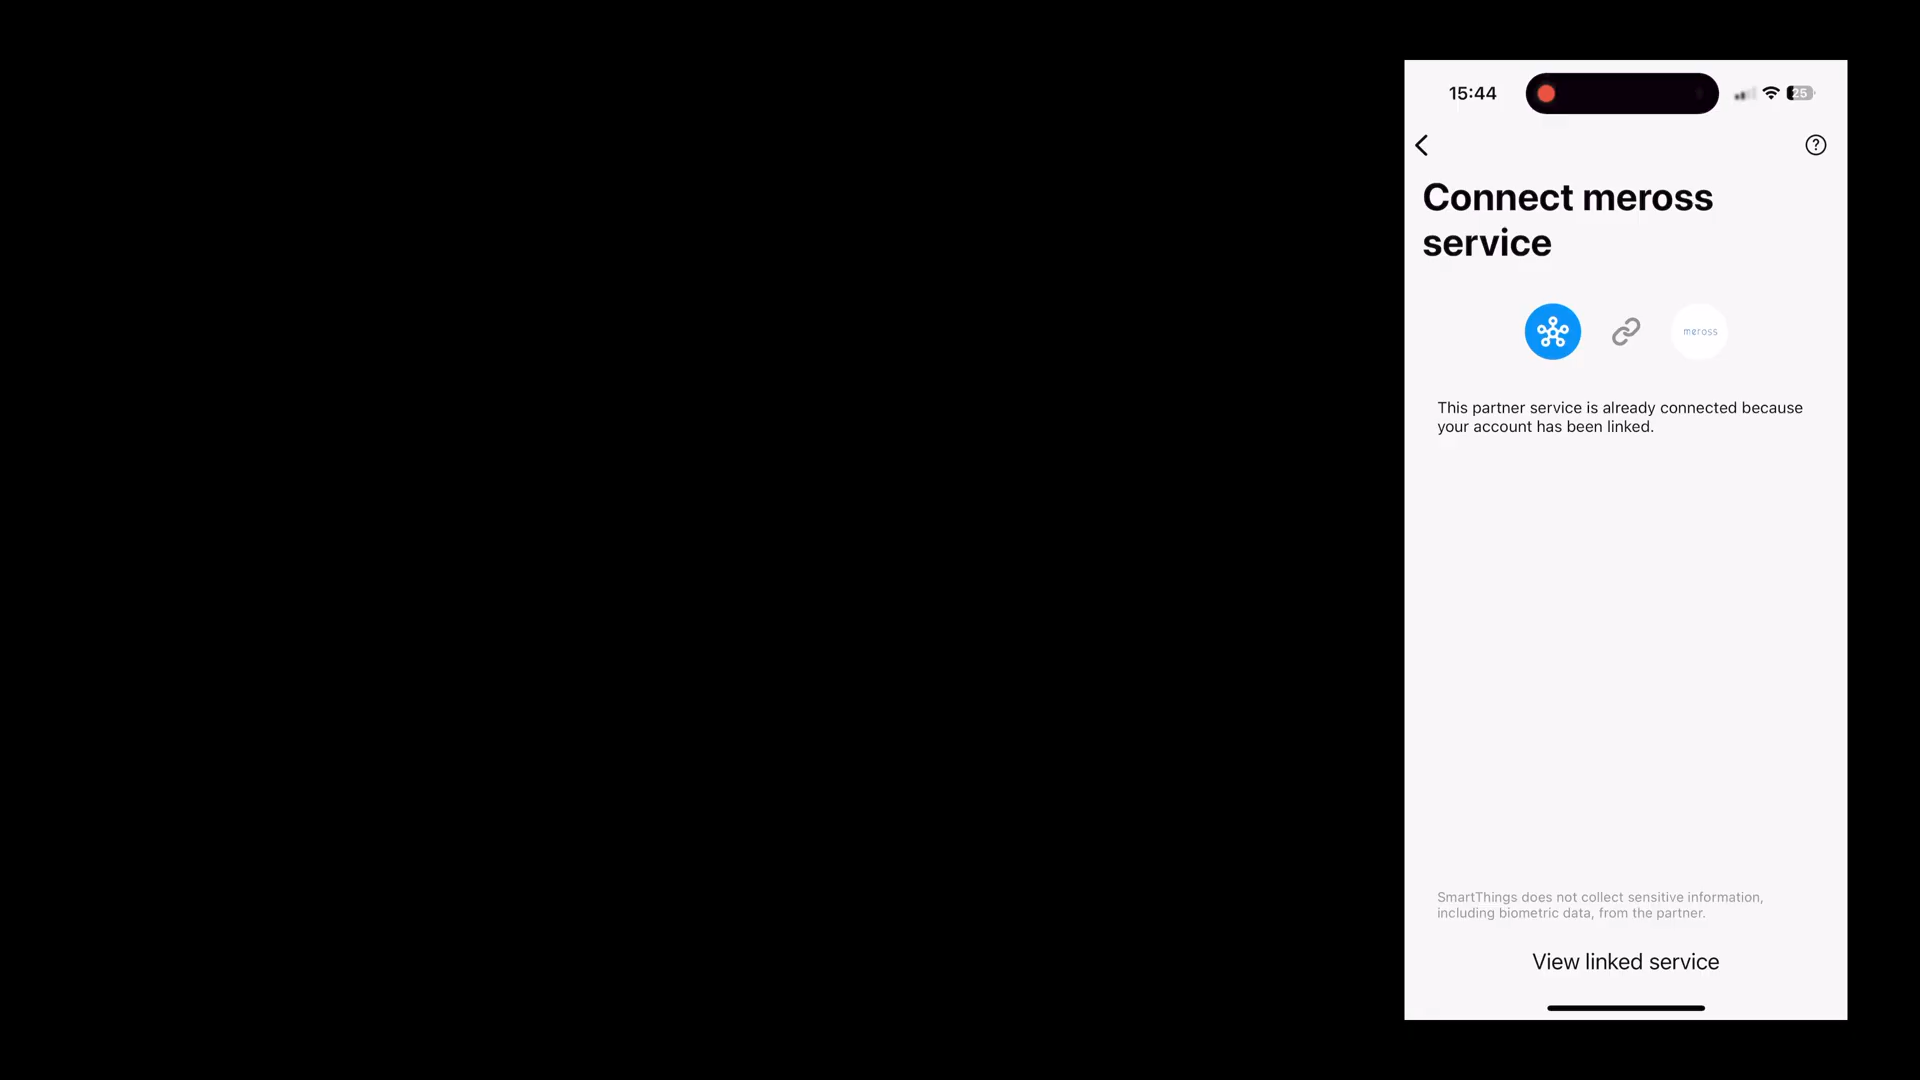 15:44
25
Connect meross
service
meross
This partner service is already connected because
your account has been linked.
SmartThings does not collect sensitive information,
including biometric data, from the partner.
View linked service